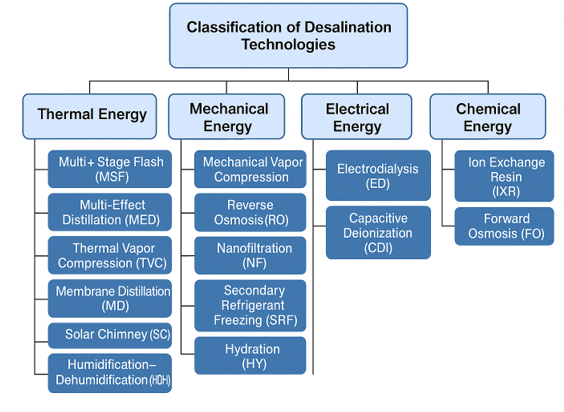 Classification of Desalination
Technologies
Thermal Energy
Mechanical
Energy
Electrical
Energy
Chemical
Energy
Multi+ Stage Flash
(MSF)
Multi-Effect
Distillation (MED)
Thermal Vapor
Compression (TVC)
Membrane Distillation
(MD)
Solar Chimney (SC)
Humidification–
Dehumidification (HDH)
Mechanical Vapor
Compression
Reverse
Osmosis (RO)
Nanofiltration
(NF)
Secondary
Refrigerant
Freezing (SRF)
Hydration
(HY)
Electrodialysis
(ED)
Capacitive
Deionization
(CDI)
Ion Exchange
Resin
(IXR)
Forward
Osmosis (FO)